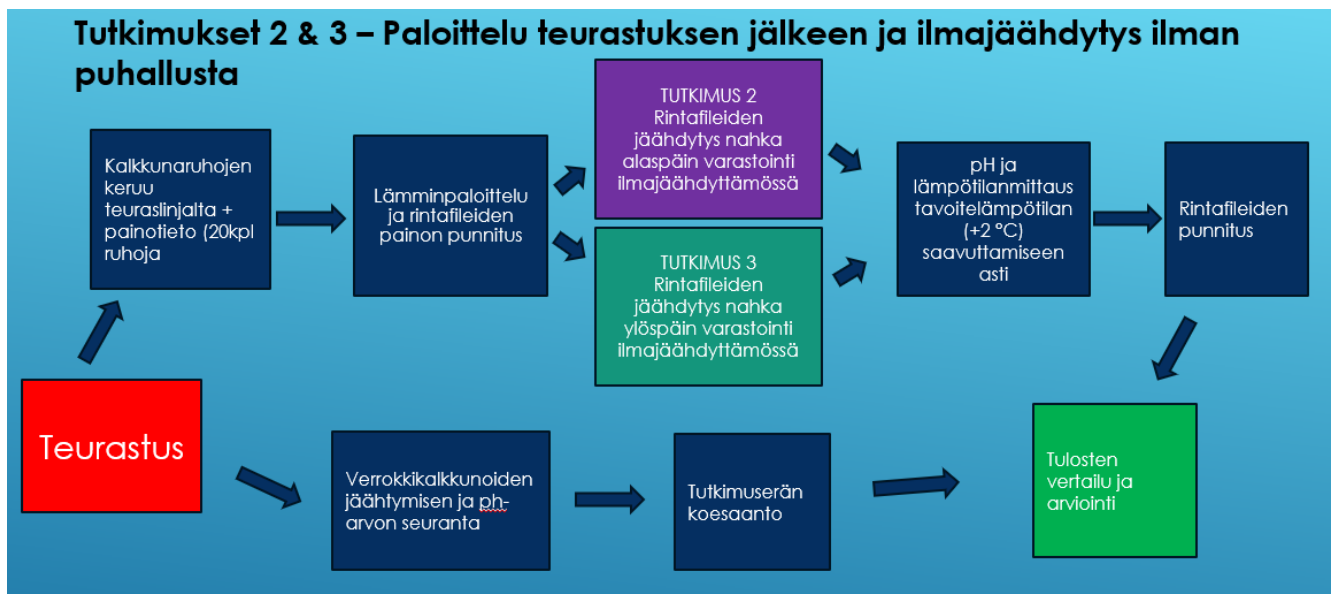 Tutkimukset 2 & 3 – Paloittelu teurastuksen jälkeen ja ilmajäähdytys ilman
puhallusta
Kalkkunaruhojen
keruu
teuraslinjalta +
painotieto (20kpl
ruhoja
Lämminpaloittelu
ja rintafileiden
painon punnitus
TUTKIMUS 2
Rintafileiden
jäähdytys nahka
alaspäin varastointi
ilmajäähdyttämössä
TUTKIMUS 3
Rintafileiden
jäähdytys nahka
ylöspäin varastointi
ilmajäähdyttämössä
pH ja
lämpötilanmittaus
tavoitelämpötilan
(+2 °C)
saavuttamiseen
asti
Rintafileiden
punnitus
Teurastus
Verrokkikalkkunoiden
jäähtymisen ja ph-
arvon seuranta
Tutkimuserän
koesaanto
Tulosten
vertailu ja
arviointi